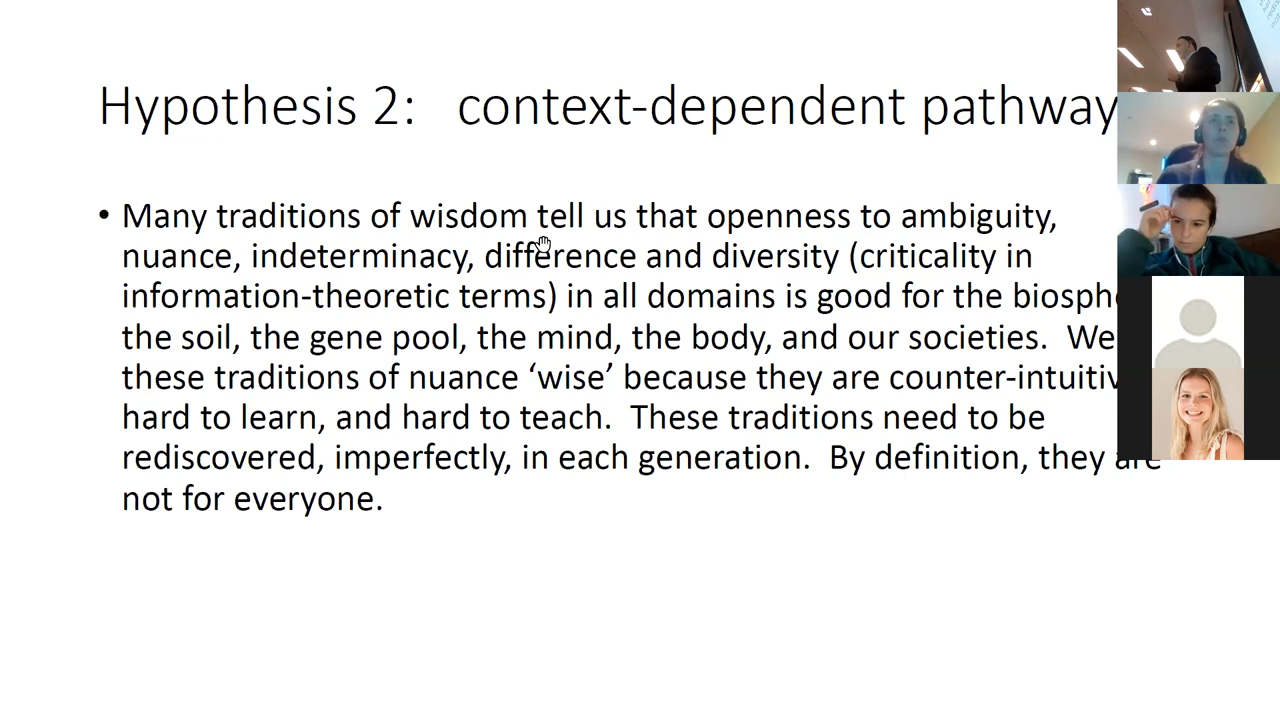 Hypothesis 2: context-dependent pathway
Many traditions of wisdom tell us that openness to ambiguity,
nuance, indeterminacy, difference and diversity (criticality in
information-theoretic terms) in all domains is good for the
the soil, the gene pool, the mind, the body, and our societies. We
these traditions of nuance ‘wise’ because they are
hard to learn, and hard to teach. These traditions need to be
rediscovered, imperfectly, in each generation. By definition, they are
not for everyone.